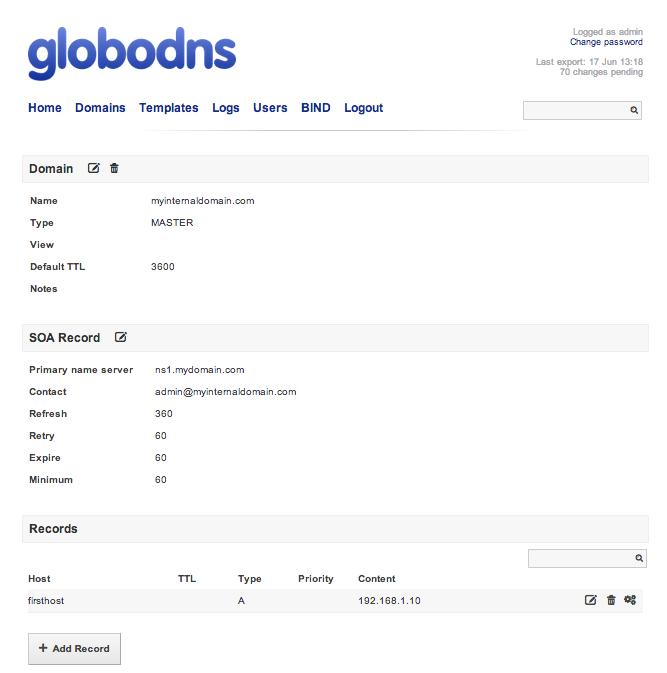 globodns
Logged as admin
Change password
Last export: 17 Jun 13:18
70 changes pending
Home Domains Templates Logs Users BIND Logout
Domain
Name myinternaldomain.com
Type MASTER
View
Default TTL 3600
Notes
SOA Record
Primary name server ns1.mydomain.com
Contact admin@myinternaldomain.com
Refresh 360
Retry 60
Expire 60
Minimum 60
Records
Host TTL Type Priority Content
firsthost A 192.168.1.10
+ Add Record